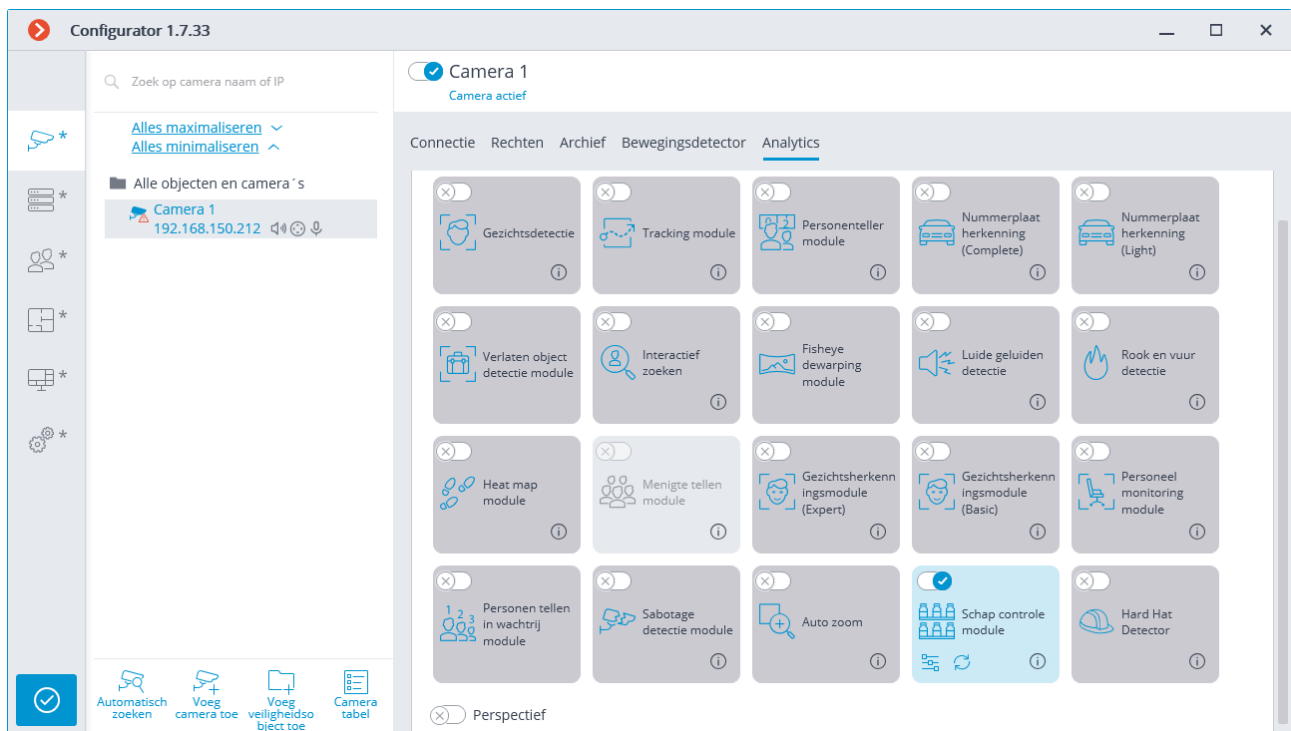 Configurator 1.7.33
Zoek op camera naam of IP
Alles maximaliseren
Alles minimaliseren
Alle objecten en camera´s
Camera 1
192.168.150.212
Automatisch
zoeken
Voeg
camera toe
Voeg
veiligheidso
bject toe
Camera
tabel
Camera 1
Camera actief
Connectie Rechten Archief Bewegingsdetector Analytics
Gezichtsdetectie
Tracking module
Personenteller
module
Nummerplaat
herkenning
(Complete)
Nummerplaat
herkenning
(Light)
Verlaten object
detectie module
Interactief
zoeken
Fisheye
dewarping
module
Luide geluiden
detectie
Rook en vuur
detectie
Heat map
module
Menigte tellen
module
Gezichtsherkenn
ingsmodule
(Expert)
Gezichtsherkenn
ingsmodule
(Basic)
Personeel
monitoring
module
Personen tellen
in wachtrij
module
Sabotage
detectie module
Auto zoom
Schap controle
module
Hard Hat
Detector
Perspectief